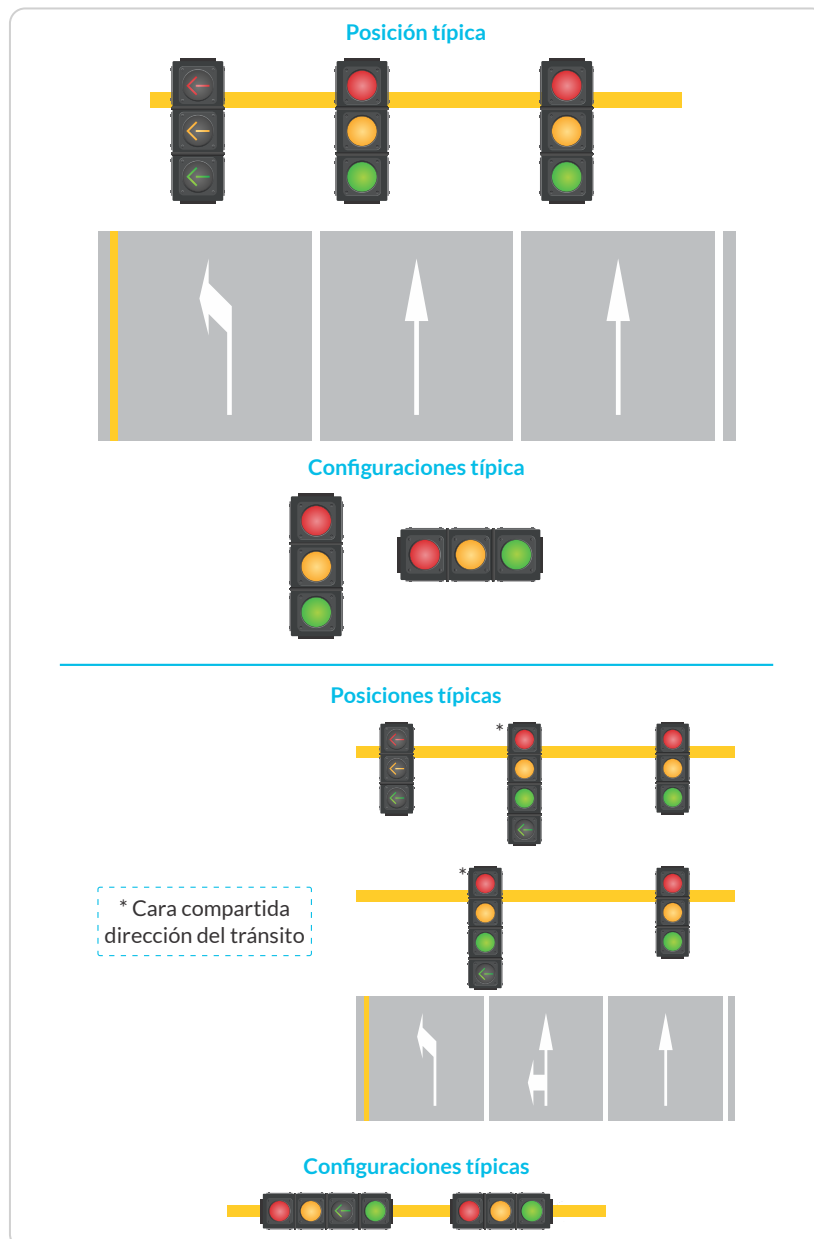 Posición típica
Configuraciones típica
Posiciones típicas
*
*
* Cara compartida
dirección del tránsito
Configuraciones típicas